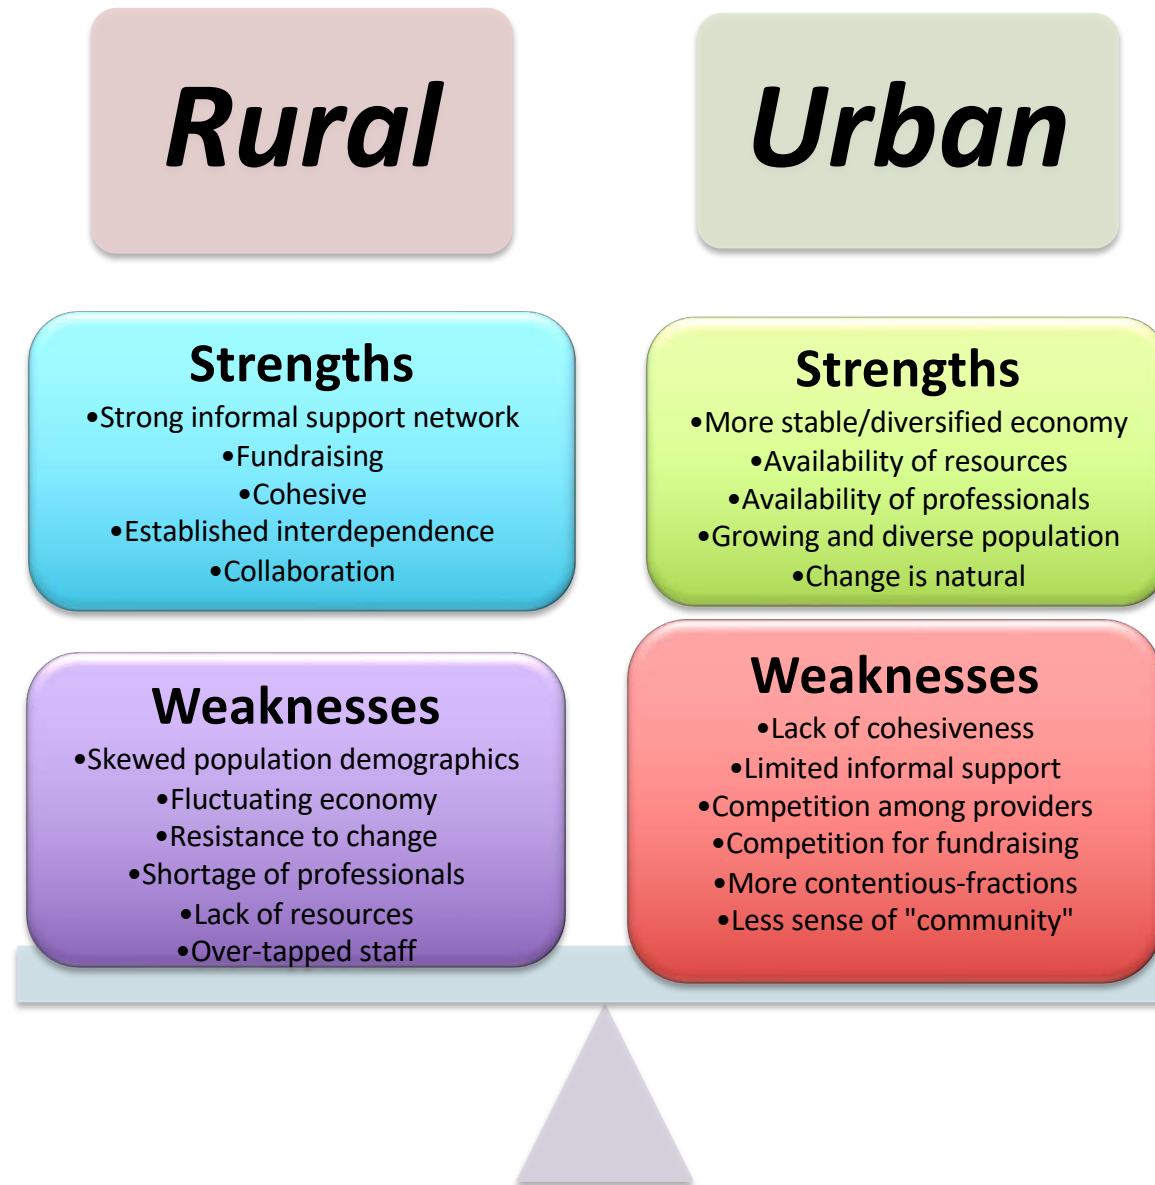 Rural
Strengths
•Strong informal support network
•Fundraising
•Cohesive
•Established interdependence
•Collaboration
Weaknesses
•Skewed population demographics
•Fluctuating economy
•Resistance to change
•Shortage of professionals
•Lack of resources
•Over-tapped staff
Urban
Strengths
•More stable/diversified economy
•Availability of resources
•Availability of professionals
•Growing and diverse population
•Change is natural
Weaknesses
•Lack of cohesiveness
•Limited informal support
•Competition among providers
•Competition for fundraising
•More contentious-fractions
•Less sense of "community"